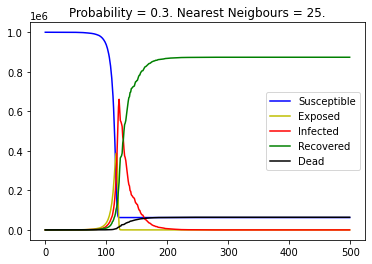 Probability = 0.3. Nearest Neigbours = 25.
1e6
1.0
0.8
0.6
0.4
0.2
0.0
Susceptible
Exposed
Infected
Recovered
Dead
0 100 200 300 400 500